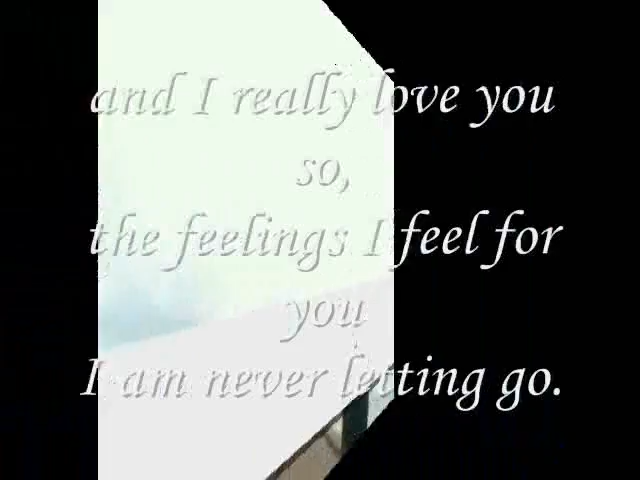 and I really love you
so,
the feelings I feel for
you
I am never letting go.